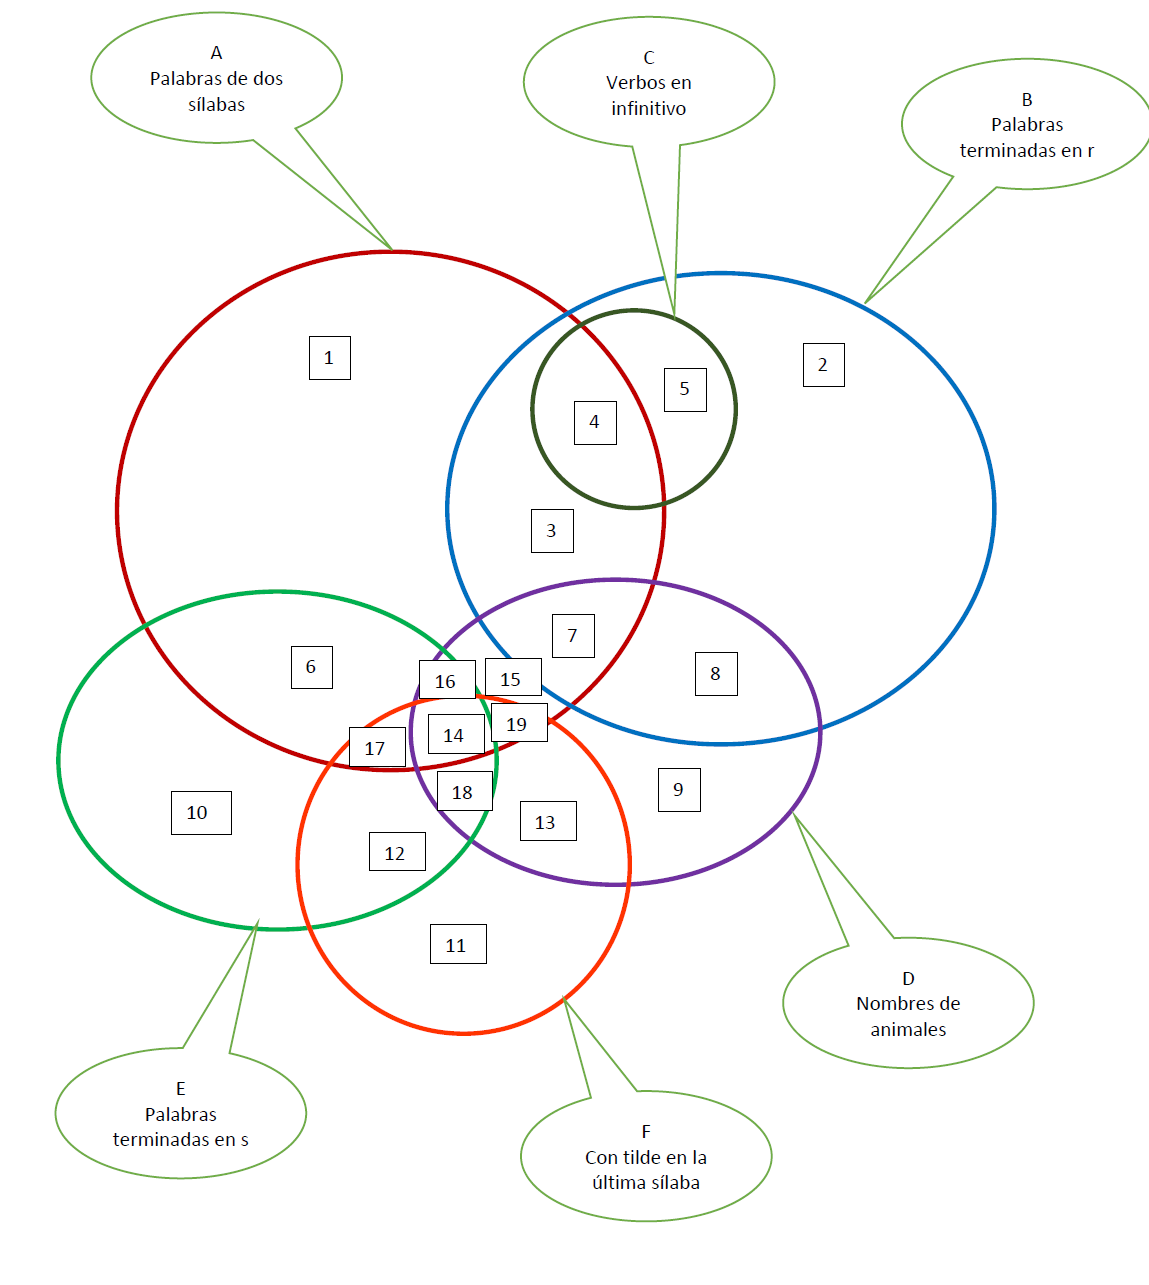 A
Palabras de dos
sílabas
C
Verbos en
infinitivo
B
Palabras
terminadas en r
1
2
5
4
3
7
6
16
15
8
14
19
17
18
9
10
13
12
11
D
Nombres de
animales
E
Palabras
terminadas en s
F
Con tilde en la
última sílaba